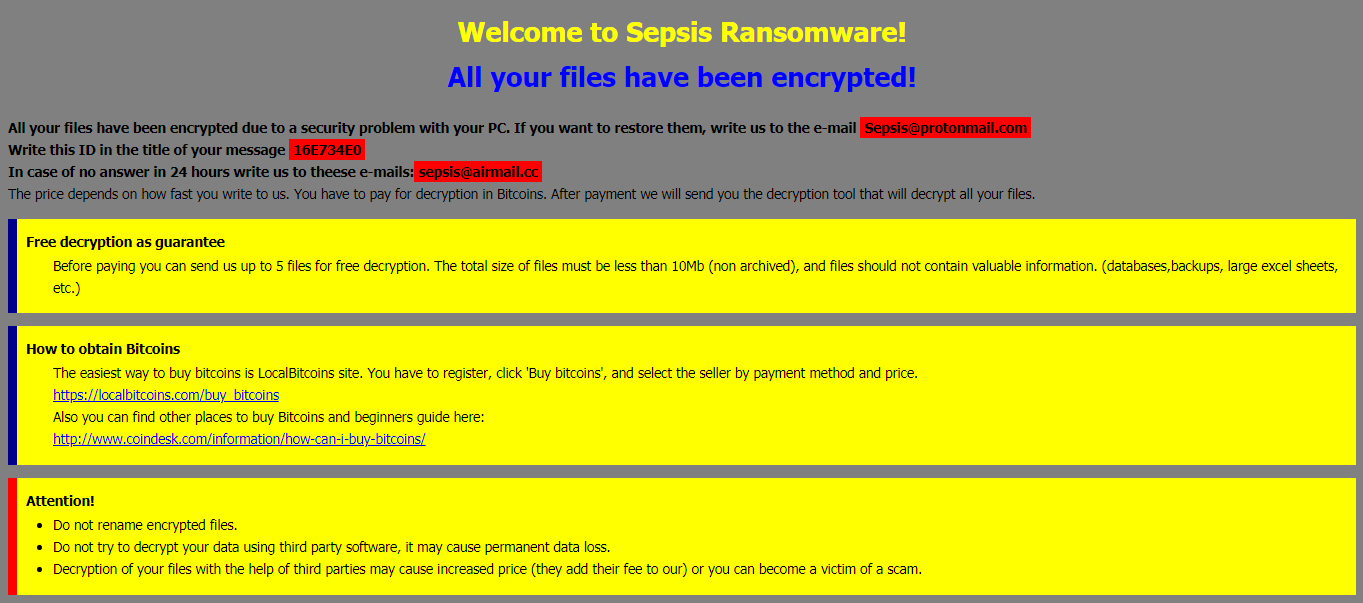 Welcome to Sepsis Ransomware!
All your files have been encrypted!
All your files have been encrypted due to a security problem with your PC. If you want to restore them, write us to the e-mail Sepsis@protonmail.com
Write this ID in the title of your message 16E734E0
In case of no answer in 24 hours write us to theese e-mails: sepsis@airmail.cc
The price depends on how fast you write to us. You have to pay for decryption in Bitcoins. After payment we will send you the decryption tool that will decrypt all your files.
Free decryption as guarantee
Before paying you can send us up to 5 files for free decryption. The total size of files must be less than 10Mb (non archived), and files should not contain valuable information. (databases,backups, large excel sheets,
etc.)
How to obtain Bitcoins
The easiest way to buy bitcoins is LocalBitcoins site. You have to register, click 'Buy bitcoins', and select the seller by payment method and price.
https://localbitcoins.com/buy_bitcoins
Also you can find other places to buy Bitcoins and beginners guide here:
http://www.coindesk.com/information/how-can-i-buy-bitcoins/
Attention!
• Do not rename encrypted files.
• Do not try to decrypt your data using third party software, it may cause permanent data loss.
• Decryption of your files with the help of third parties may cause increased price (they add their fee to our) or you can become a victim of a scam.